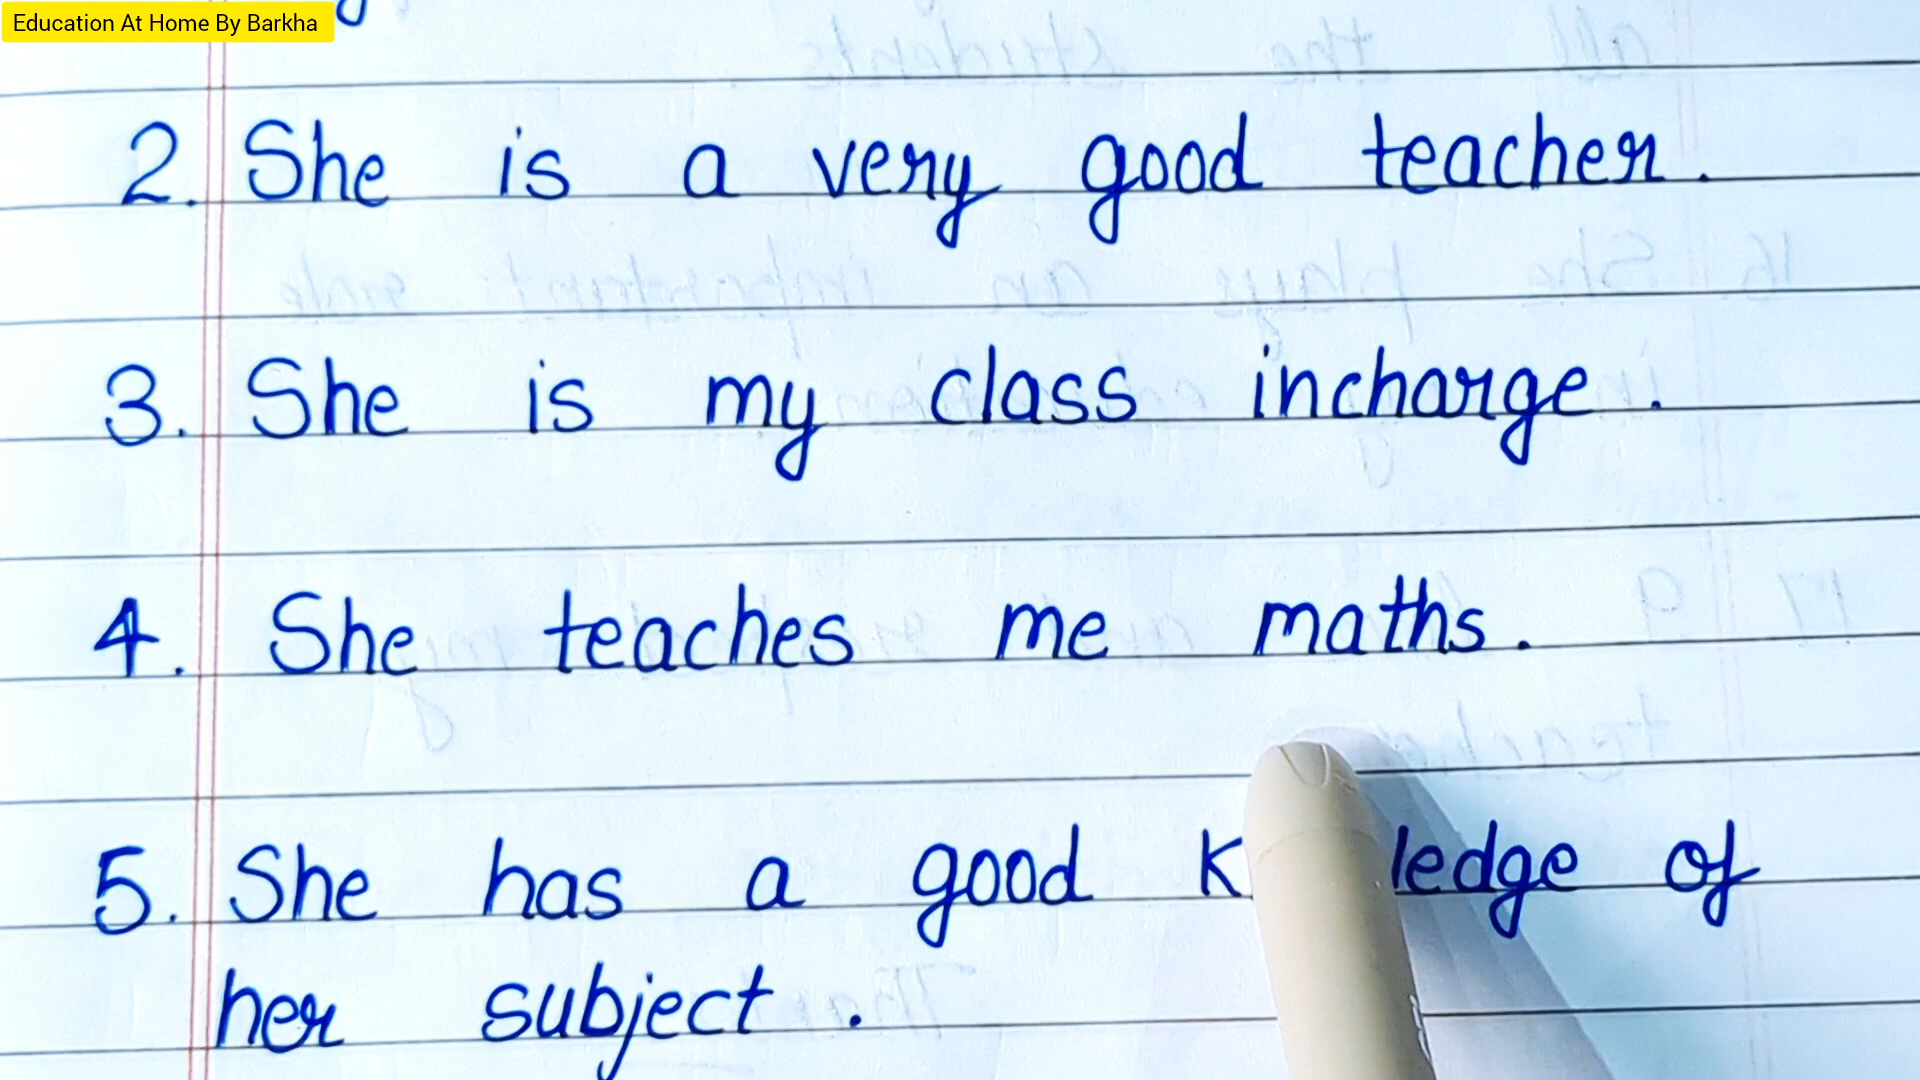 Education At Home By Barkha
2. She is a very good teacher.
3. She is my class incharge.
4. She teaches me maths.
5. She has a good of
her subject.